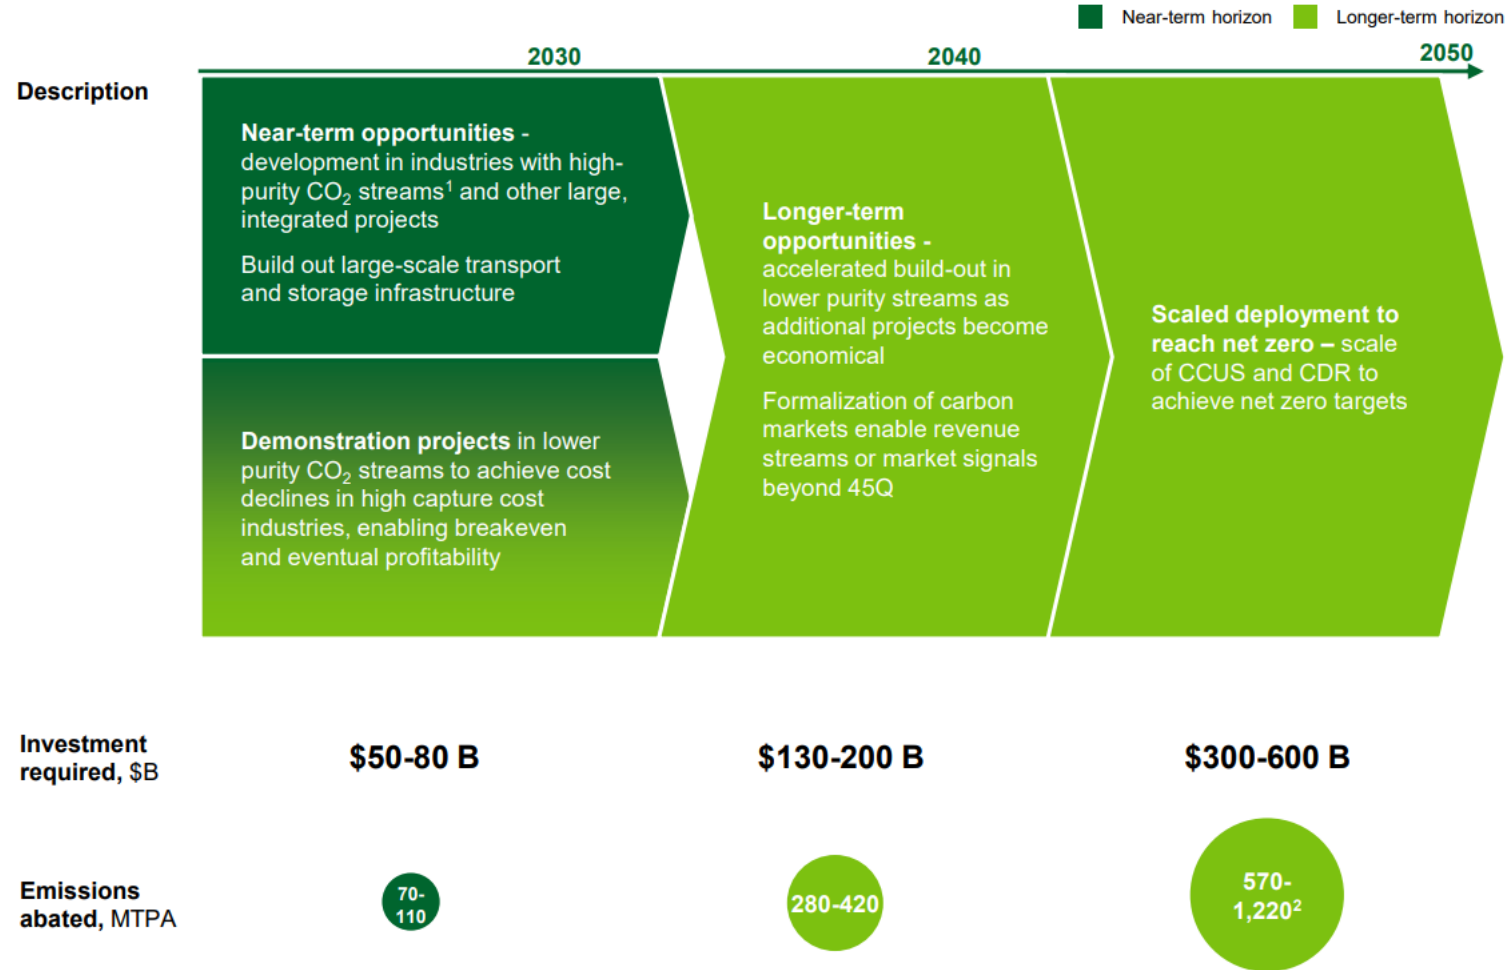 Near-term horizon
Longer-term horizon
2030
2040
2050
Description
Near-term opportunities -
development in industries with high-
purity CO₂ streams¹ and other large,
integrated projects
Build out large-scale transport
and storage infrastructure
Demonstration projects in lower
purity CO₂ streams to achieve cost
declines in high capture cost
industries, enabling breakeven
and eventual profitability
Longer-term
opportunities -
accelerated build-out in
lower purity streams as
additional projects become
economical
Formalization of carbon
markets enable revenue
streams or market signals
beyond 45Q
Scaled deployment to
reach net zero – scale
of CCUS and CDR to
achieve net zero targets
Investment
required, $B
$50-80 B
$130-200 B
$300-600 B
Emissions
abated, MTPA
70-
110
280-420
570-
1,220²